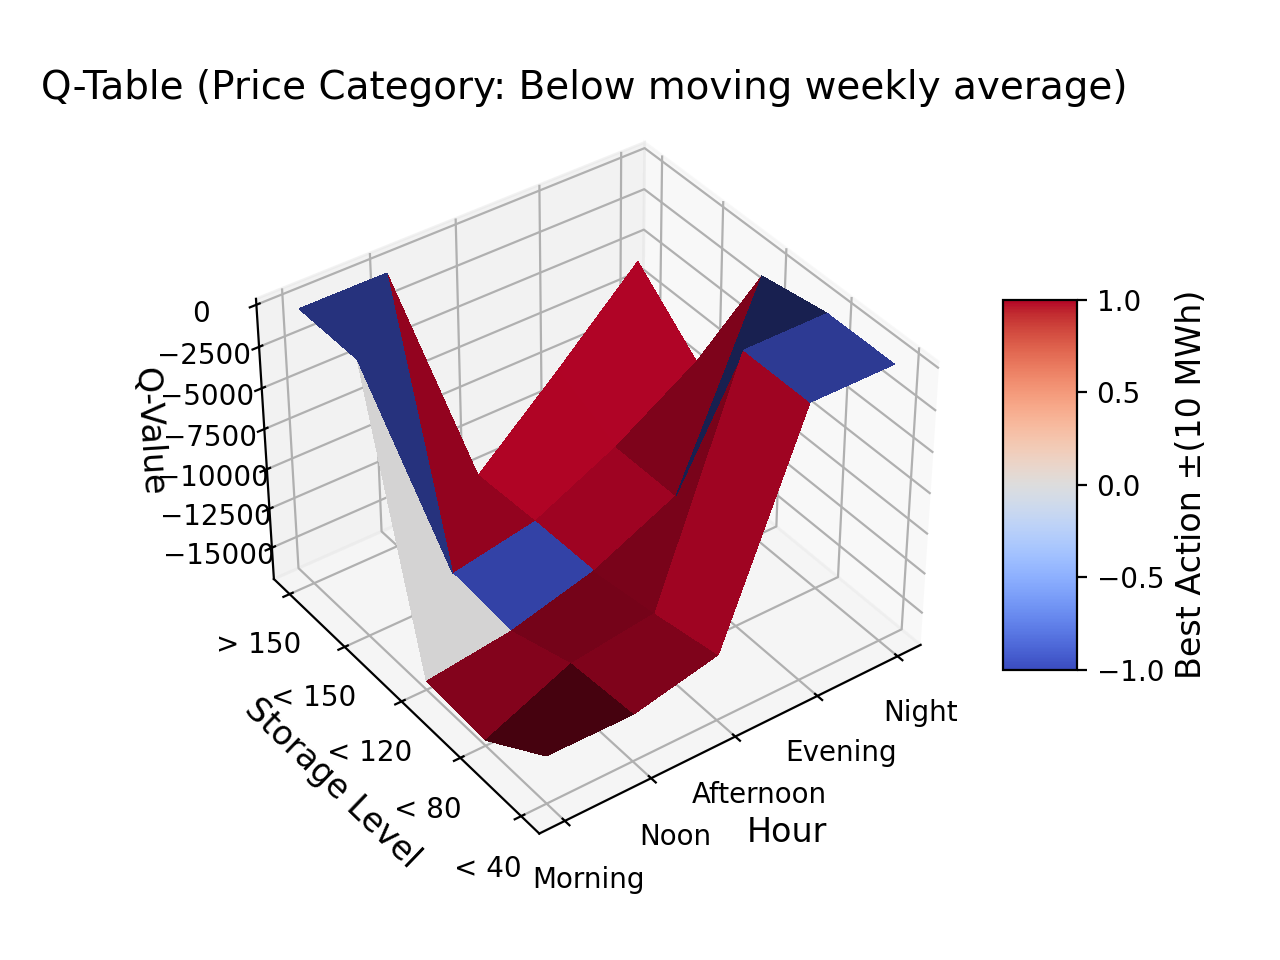 Q-Table (Price Category: Below moving weekly average)
0
−2500
−5000
−7500
−10000
−12500
−15000
Q-Value
> 150
< 150
< 120
< 80
< 40
Storage Level
Morning
Noon
Afternoon
Evening
Night
Hour
1.0
0.5
0.0
−0.5
−1.0
Best Action ±(10 MWh)